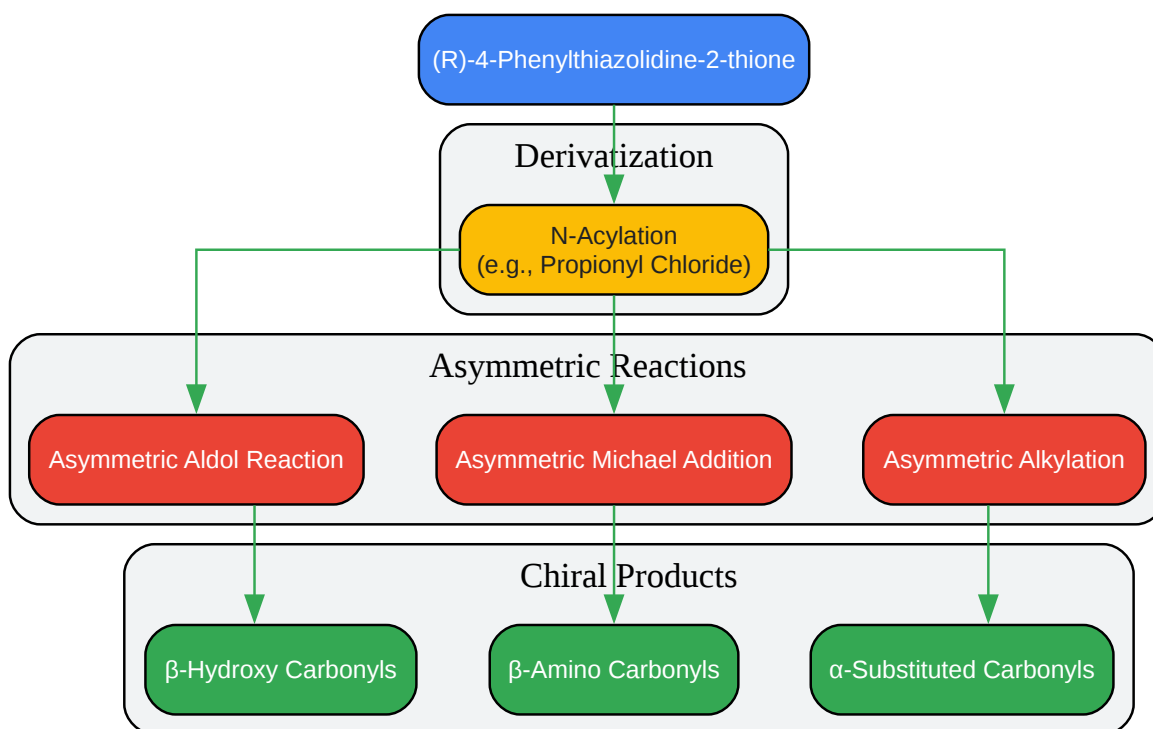 (R)-4-Phenylthiazolidine-2-thione
Derivatization
N-Acylation
(e.g., Propionyl Chloride)
Asymmetric Reactions
Asymmetric Aldol Reaction
Asymmetric Michael Addition
Asymmetric Alkylation
Chiral Products
β-Hydroxy Carbonyls
β-Amino Carbonyls
α-Substituted Carbonyls